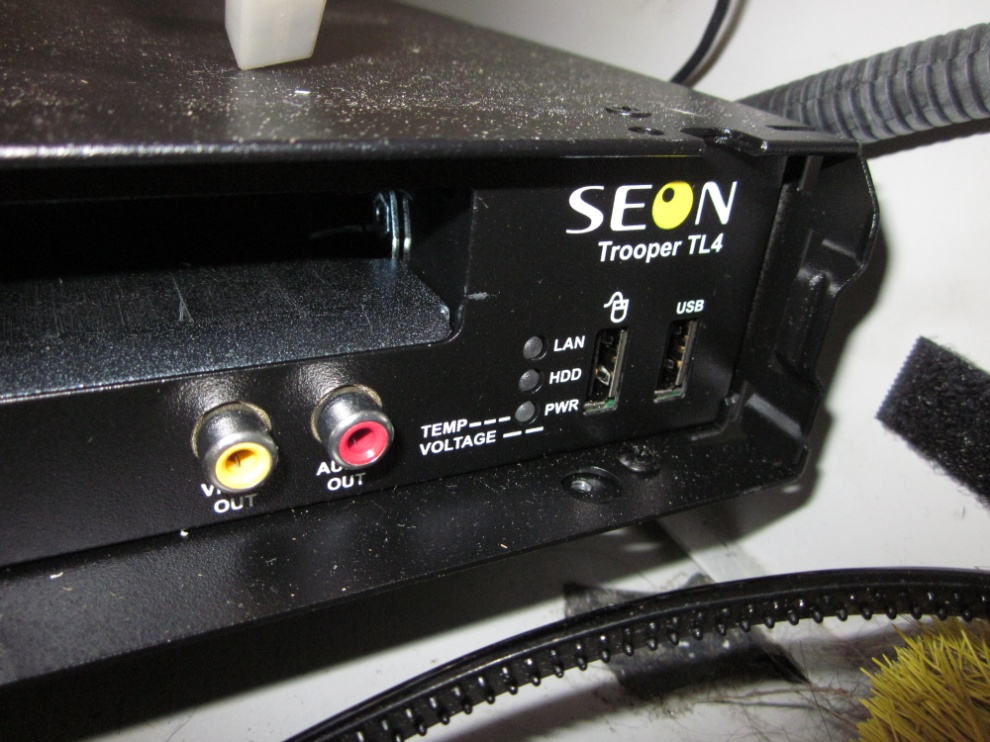 SEON
Trooper TL4
USB
LAN
HDD
PWR
TEMP---
VOLTAGE — —
OUT
OUT